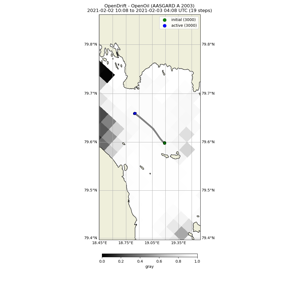 OpenDrift - OpenOil (AASGARD A 2003)
2021-02-02 10:08 to 2021-02-03 04:08 UTC (19 steps)
initial (3000)
active (3000)
79.8°N
79.8°N
79.7°N
79.7°N
79.6°N
79.6°N
79.5°N
79.5°N
79.4°N
79.4°N
18.45°E
18.75°E
19.05°E
19.35°E
0.0
0.2
0.4
0.6
0.8
1.0
gray